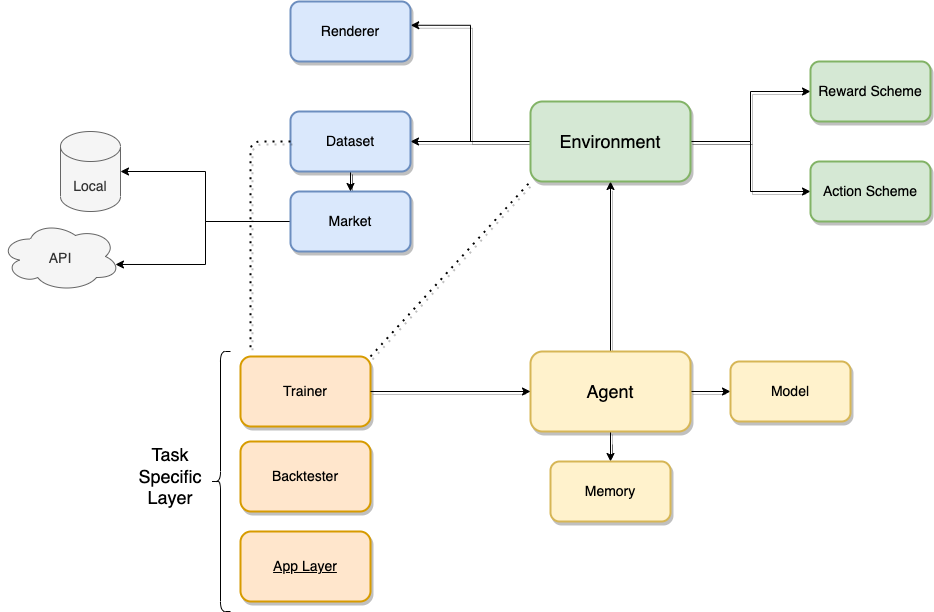 Renderer
Reward Scheme
Dataset
Environment
Local
Action Scheme
Market
API
Trainer
Agent
Model
Task
Specific
Layer
Backtester
Memory
App Layer